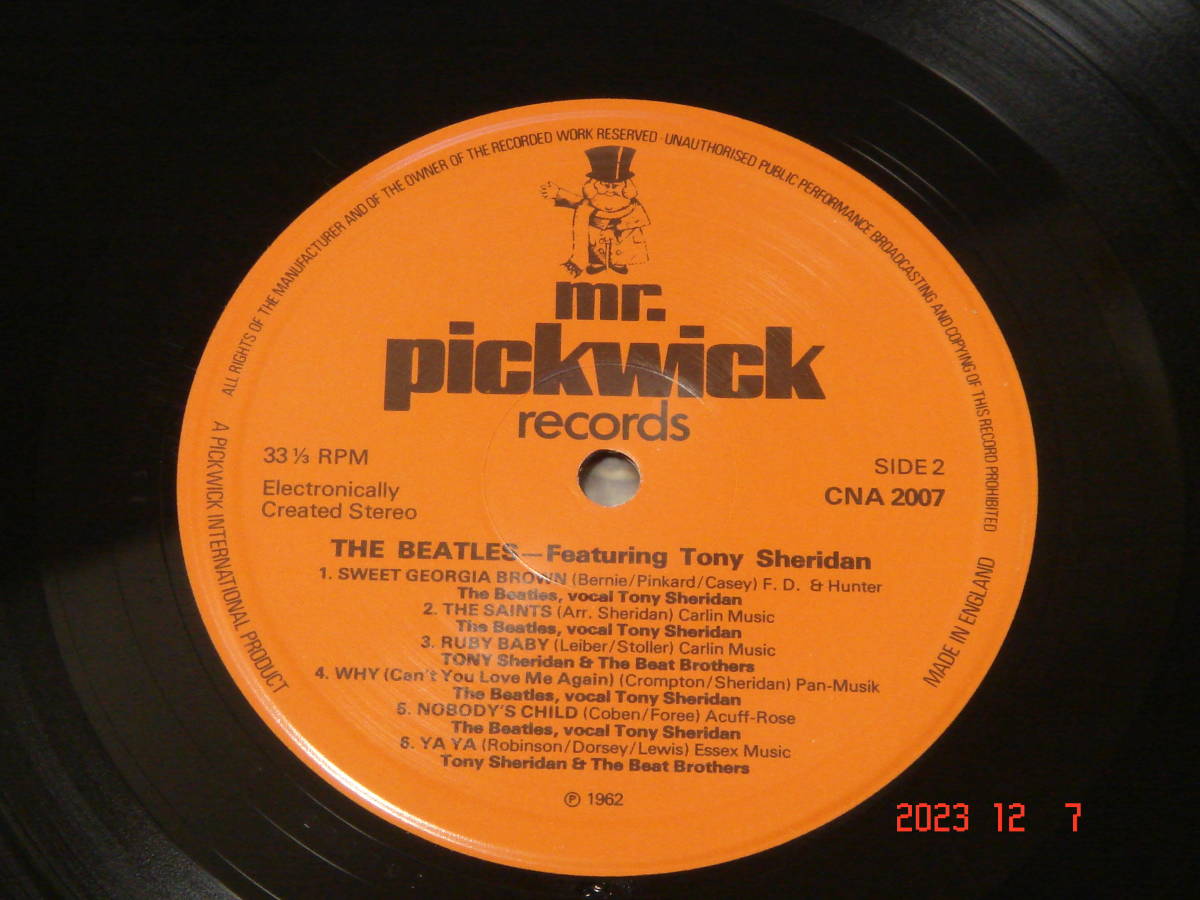 ALL RIGHTS OF THE MANUFACTURER AND OF THE OWNER OF THE RECORDED WORK RESERVED · UNAUTHORISED PUBLIC PERFORMANCE BROADCASTING AND COPYING OF THIS RECORD PROHIBITED
mr.
pickwick
records
33 ⅓ RPM
SIDE 2
Electronically
Created Stereo
CNA 2007
THE BEATLES—Featuring Tony Sheridan
1. SWEET GEORGIA BROWN (Bernie/Pinkard/Casey) F. D. & Hunter
The Beatles, vocal Tony Sheridan
2. THE SAINTS (Arr. Sheridan) Carlin Music
The Beatles, vocal Tony Sheridan
3. RUBY BABY (Leiber/Stoller) Carlin Music
TONY Sheridan & The Beat Brothers
4. WHY (Can't You Love Me Again) (Crompton/Sheridan) Pan-Musik
The Beatles, vocal Tony Sheridan
5. NOBODY'S CHILD (Coben/Foree) Acuff-Rose
The Beatles, vocal Tony Sheridan
6. YA YA (Robinson/Dorsey/Lewis) Essex Music
Tony Sheridan & The Beat Brothers
℗ 1962
A PICKWICK INTERNATIONAL PRODUCT
MADE IN ENGLAND
2023 12 7